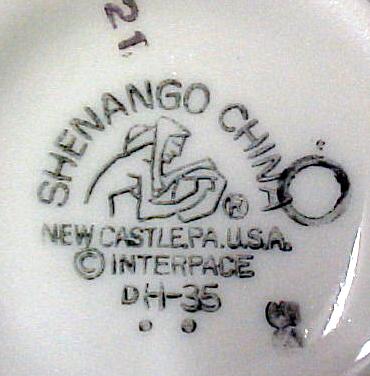 21
SHENANGO CHINA
®
NEW CASTLE.PA.U.S.A.
© INTERPACE
DH-35